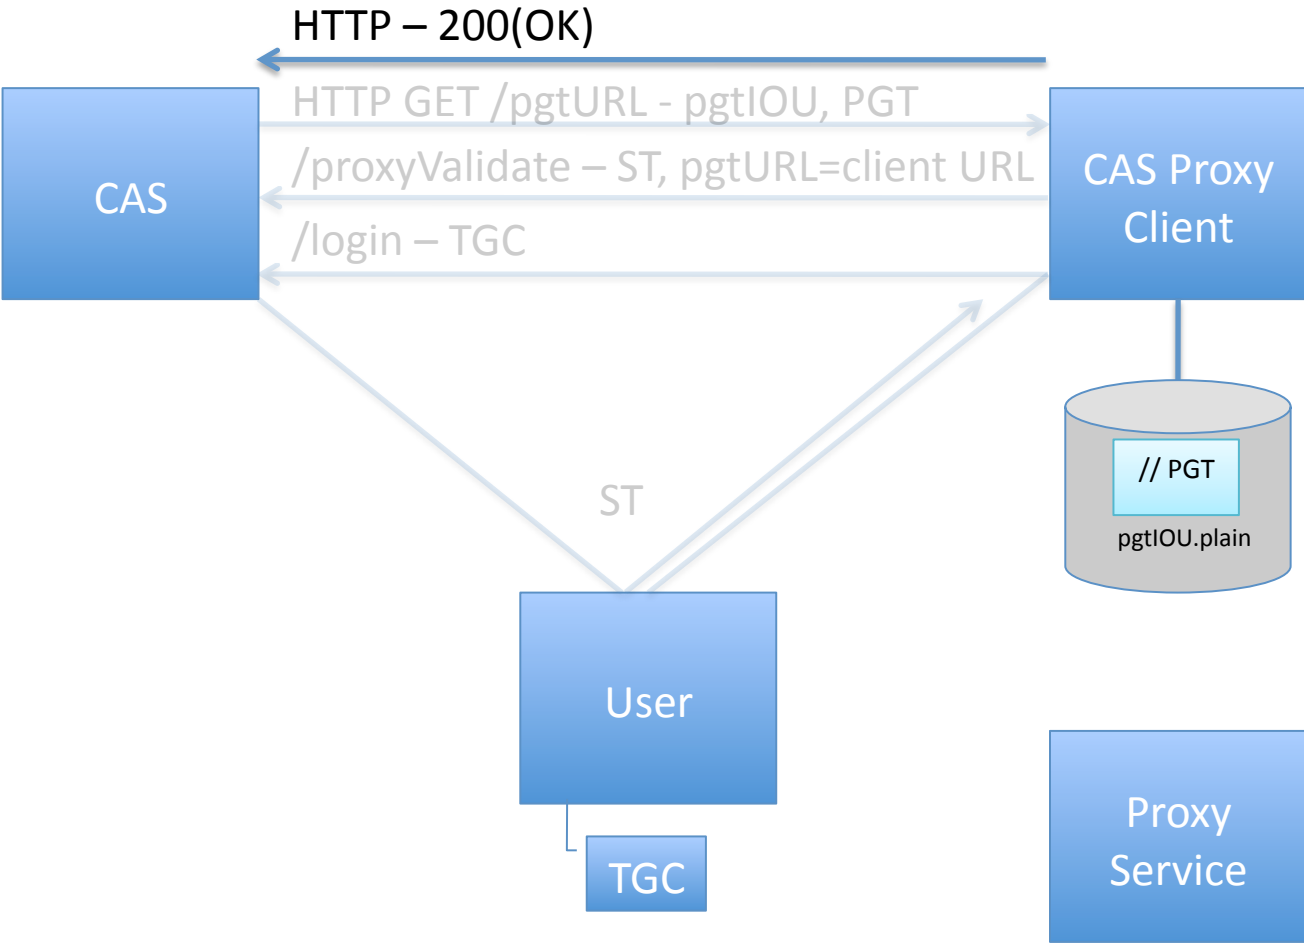 HTTP – 200(OK)
HTTP GET /pgtURL - pgtIOU, PGT
/proxyValidate – ST, pgtURL=client URL
/login – TGC
CAS
CAS Proxy
Client
// PGT
pgtIOU.plain
ST
User
TGC
Proxy
Service